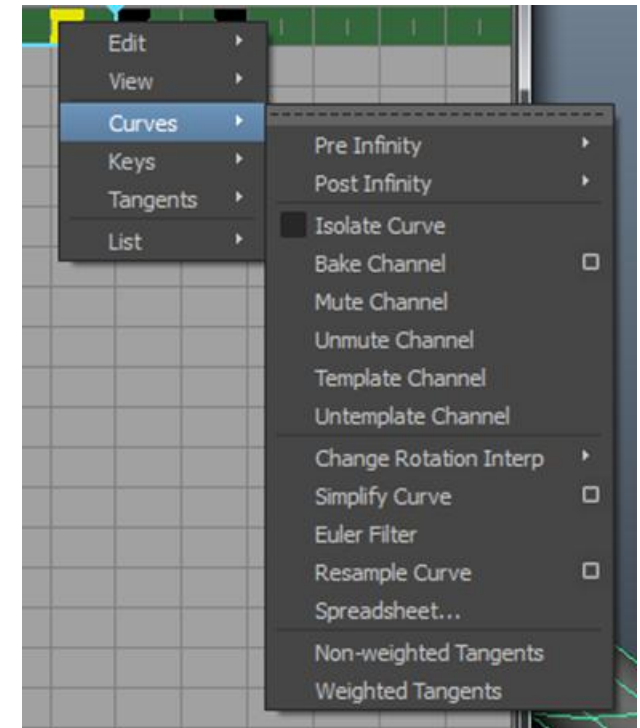 Edit
View
Curves
Keys
Tangents
List
Pre Infinity
Post Infinity
Isolate Curve
Bake Channel
Mute Channel
Unmute Channel
Template Channel
Untemplate Channel
Change Rotation Interp
Simplify Curve
Euler Filter
Resample Curve
Spreadsheet...
Non-weighted Tangents
Weighted Tangents